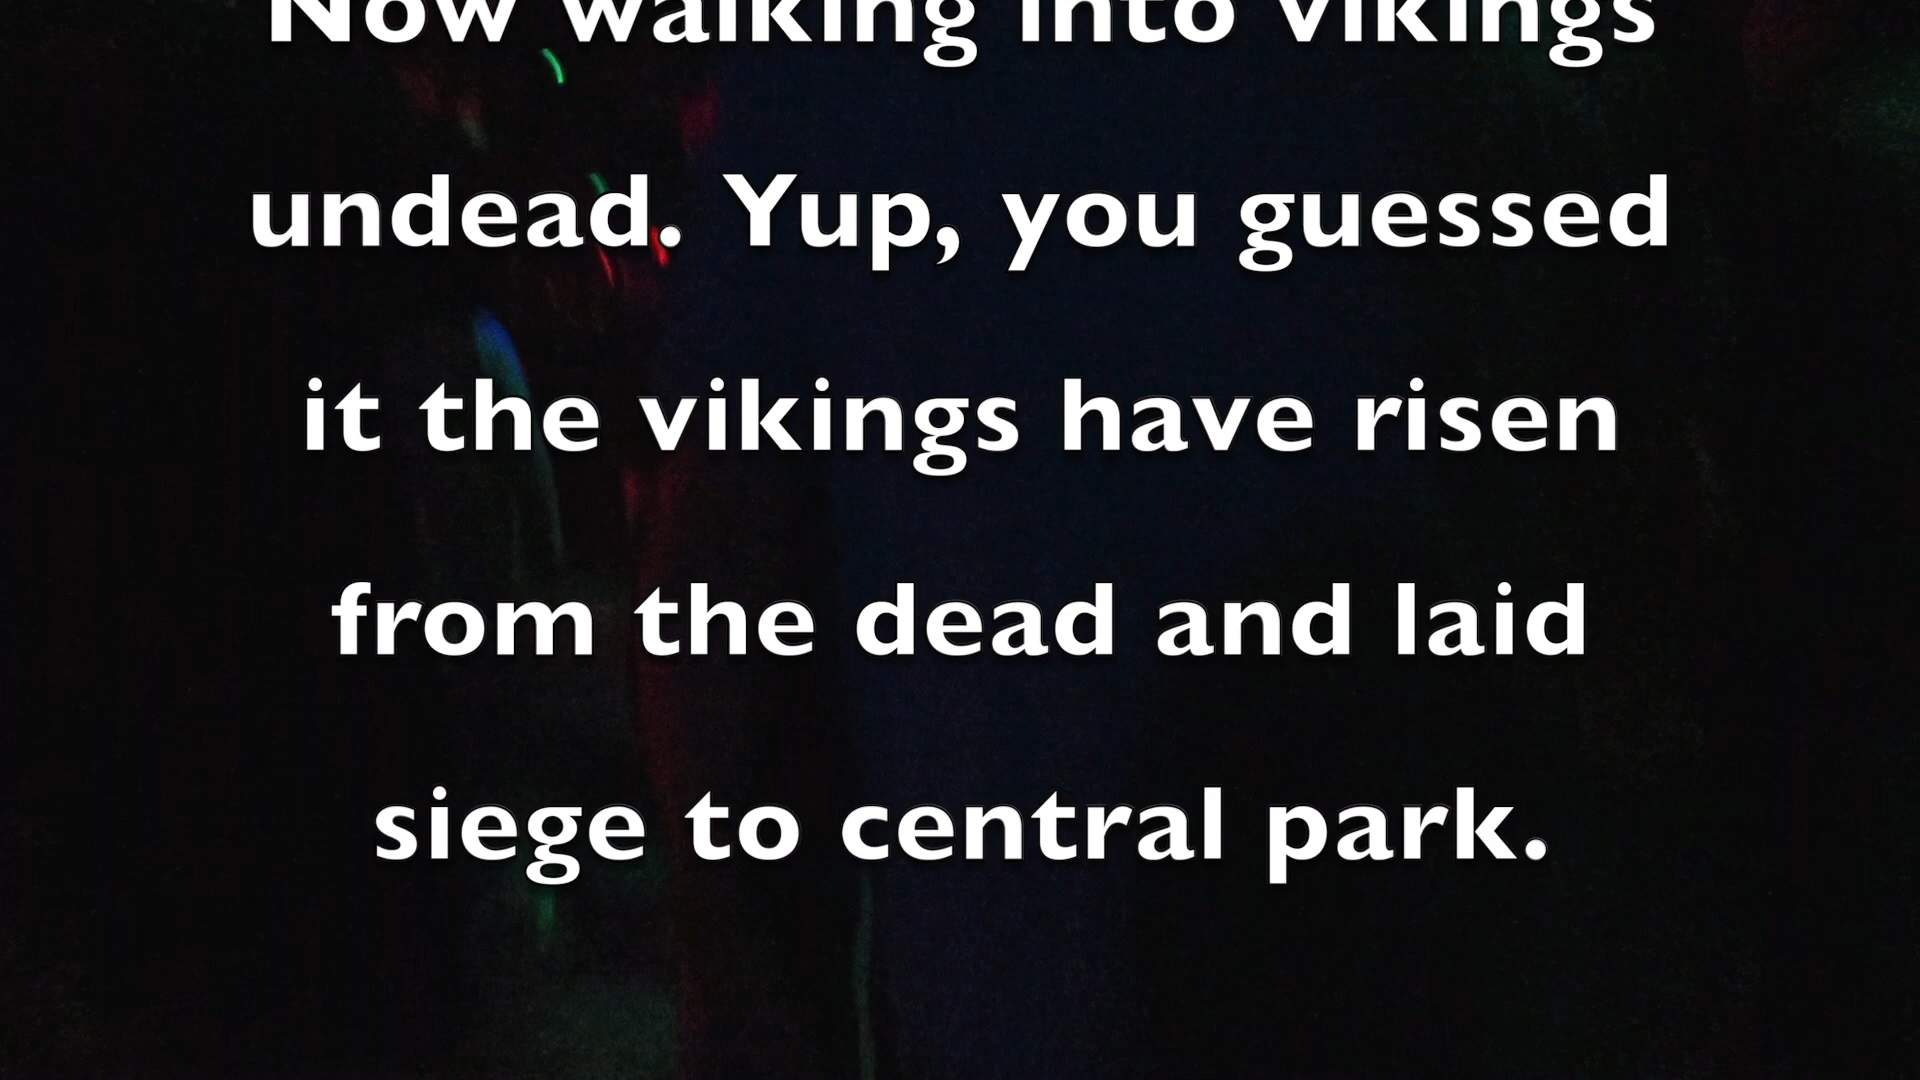 Now walking into vikings
undead. Yup, you guessed
it the vikings have risen
from the dead and laid
siege to central park.